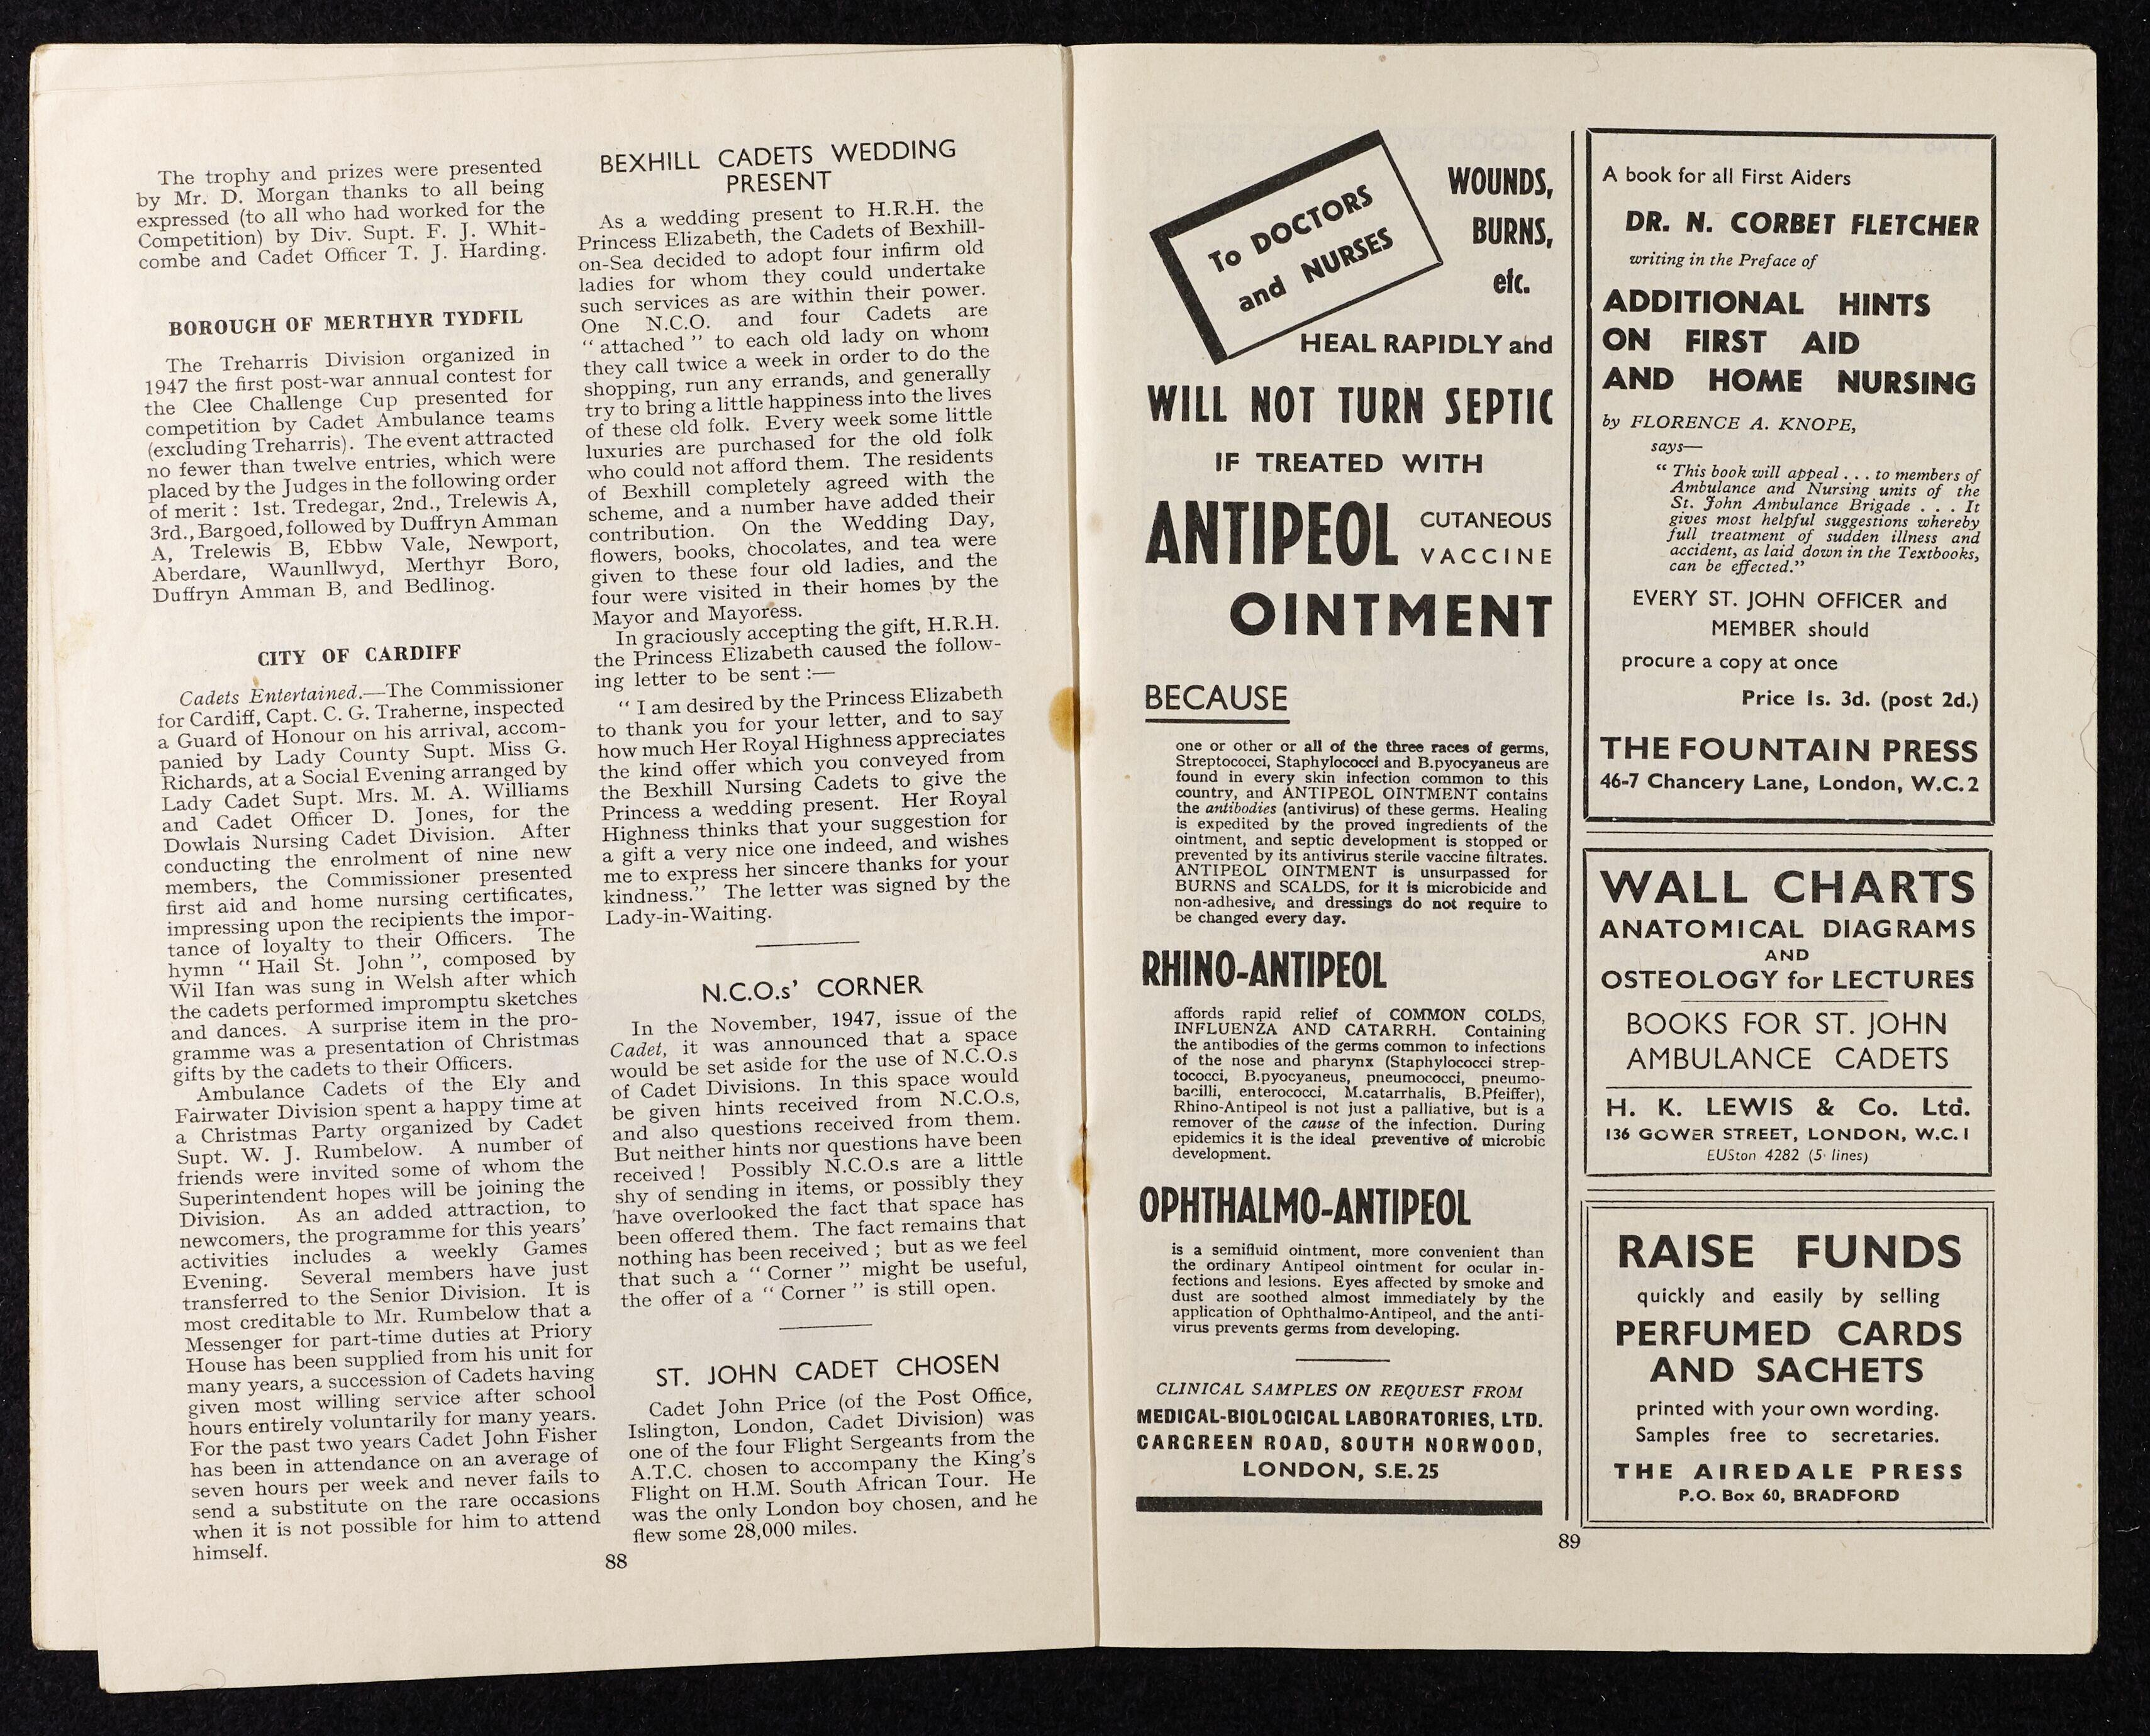 The trophy and prizes were presented
by Mr. D. Morgan thanks to all being
expressed (to all who had worked for the
Competition) by Div. Supt. F. J. Whit-
combe and Cadet Officer T. J. Harding.
BOROUGH OF MERTHYR TYDFIL
The Treharris Division organized in
1947 the first post-war annual contest for
the Clee Challenge Cup presented for
competition by Cadet Ambulance teams
(excluding Treharris). The event attracted
no fewer than twelve entries, which were
placed by the Judges in the following order
of merit : 1st. Tredegar, 2nd., Trelewis A,
3rd., Bargoed, followed by Duffryn Amman
A, Trelewis B, Ebbw Vale, Newport,
Aberdare, Waunllwyd, Merthyr Boro,
Duffryn Amman B, and Bedlinog.
CITY OF CARDIFF
Cadets Entertained.—The Commissioner
for Cardiff, Capt. C. G. Traherne, inspected
a Guard of Honour on his arrival, accom-
panied by Lady County Supt. Miss G.
Richards, at a Social Evening arranged by
Lady Cadet Supt. Mrs. M. A. Williams
and Cadet Officer D. Jones, for the
Dowlais Nursing Cadet Division. After
conducting the enrolment of nine new
members, the Commissioner presented
first aid and home nursing certificates,
impressing upon the recipients the impor-
tance of loyalty to their Officers. The
hymn “ Hail St. John ”, composed by
Wil Ifan was sung in Welsh after which
the cadets performed impromptu sketches
and dances. A surprise item in the pro-
gramme was a presentation of Christmas
gifts by the cadets to their Officers.
Ambulance Cadets of the Ely and
Fairwater Division spent a happy time at
a Christmas Party organized by Cadet
Supt. W. J. Rumbelow. A number of
friends were invited some of whom the
Superintendent hopes will be joining the
Division. As an added attraction, to
newcomers, the programme for this years’
activities includes a weekly Games
Evening. Several members have just
transferred to the Senior Division. It is
most creditable to Mr. Rumbelow that a
Messenger for part-time duties at Priory
House has been supplied from his unit for
many years, a succession of Cadets having
given most willing service after school
hours entirely voluntarily for many years.
For the past two years Cadet John Fisher
has been in attendance on an average of
seven hours per week and never fails to
send a substitute on the rare occasions
when it is not possible for him to attend
himself.
BEXHILL CADETS WEDDING
PRESENT
As a wedding present to H.R.H. the
Princess Elizabeth, the Cadets of Bexhill-
on-Sea decided to adopt four infirm old
ladies for whom they could undertake
such services as are within their power.
One N.C.O. and four Cadets are
“ attached ” to each old lady on whom
they call twice a week in order to do the
shopping, run any errands, and generally
try to bring a little happiness into the lives
of these old folk. Every week some little
luxuries are purchased for the old folk
who could not afford them. The residents
of Bexhill completely agreed with the
scheme, and a number have added their
contribution. On the Wedding Day,
flowers, books, chocolates, and tea were
given to these four old ladies, and the
four were visited in their homes by the
Mayor and Mayoress.
In graciously accepting the gift, H.R.H.
the Princess Elizabeth caused the follow-
ing letter to be sent :—
“ I am desired by the Princess Elizabeth
to thank you for your letter, and to say
how much Her Royal Highness appreciates
the kind offer which you conveyed from
the Bexhill Nursing Cadets to give the
Princess a wedding present. Her Royal
Highness thinks that your suggestion for
a gift a very nice one indeed, and wishes
me to express her sincere thanks for your
kindness.” The letter was signed by the
Lady-in-Waiting.
N.C.O.s’ CORNER
In the November, 1947, issue of the
Cadet, it was announced that a space
would be set aside for the use of N.C.O.s
of Cadet Divisions. In this space would
be given hints received from N.C.O.s,
and also questions received from them.
But neither hints nor questions have been
received ! Possibly N.C.O.s are a little
shy of sending in items, or possibly they
have overlooked the fact that space has
been offered them. The fact remains that
nothing has been received ; but as we feel
that such a “ Corner ” might be useful,
the offer of a “ Corner ” is still open.
ST. JOHN CADET CHOSEN
Cadet John Price (of the Post Office,
Islington, London, Cadet Division) was
one of the four Flight Sergeants from the
A.T.C. chosen to accompany the King’s
Flight on H.M. South African Tour. He
was the only London boy chosen, and he
flew some 28,000 miles.
88
To DOCTORS
and NURSES
WOUNDS,
BURNS,
etc.
HEAL RAPIDLY and
WILL NOT TURN SEPTIC
IF TREATED WITH
ANTIPEOL CUTANEOUS
VACCINE
OINTMENT
BECAUSE
one or other or all of the three races of germs,
Streptococci, Staphylococci and B.pyocyaneus are
found in every skin infection common to this
country, and ANTIPEOL OINTMENT contains
the antibodies (antivirus) of these germs. Healing
is expedited by the proved ingredients of the
ointment, and septic development is stopped or
prevented by its antivirus sterile vaccine filtrates.
ANTIPEOL OINTMENT is unsurpassed for
BURNS and SCALDS, for it is microbicide and
non-adhesive, and dressings do not require to
be changed every day.
RHINO-ANTIPEOL
affords rapid relief of COMMON COLDS,
INFLUENZA AND CATARRH. Containing
the antibodies of the germs common to infections
of the nose and pharynx (Staphylococci strep-
tococci, B.pyocyaneus, pneumococci, pneumo-
bacilli, enterococci, M.catarrhalis, B.Pfeiffer),
Rhino-Antipeol is not just a palliative, but is a
remover of the cause of the infection. During
epidemics it is the ideal preventive of microbic
development.
OPHTHALMO-ANTIPEOL
is a semifluid ointment, more convenient than
the ordinary Antipeol ointment for ocular in-
fections and lesions. Eyes affected by smoke and
dust are soothed almost immediately by the
application of Ophthalmo-Antipeol, and the anti-
virus prevents germs from developing.
CLINICAL SAMPLES ON REQUEST FROM
MEDICAL-BIOLOGICAL LABORATORIES, LTD.
CARGREEN ROAD, SOUTH NORWOOD,
LONDON, S.E.25
A book for all First Aiders
DR. N. CORBET FLETCHER
writing in the Preface of
ADDITIONAL HINTS
ON FIRST AID
AND HOME NURSING
by FLORENCE A. KNOPE,
says—
“ This book will appeal . . . to members of
Ambulance and Nursing units of the
St. John Ambulance Brigade . . . It
gives most helpful suggestions whereby
full treatment of sudden illness and
accident, as laid down in the Textbooks,
can be effected.”
EVERY ST. JOHN OFFICER and
MEMBER should
procure a copy at once
Price 1s. 3d. (post 2d.)
THE FOUNTAIN PRESS
46-7 Chancery Lane, London, W.C.2
WALL CHARTS
ANATOMICAL DIAGRAMS
AND
OSTEOLOGY for LECTURES
BOOKS FOR ST. JOHN
AMBULANCE CADETS
H. K. LEWIS & Co. Ltd.
136 GOWER STREET, LONDON, W.C.1
EUSton 4282 (5 lines)
RAISE FUNDS
quickly and easily by selling
PERFUMED CARDS
AND SACHETS
printed with your own wording.
Samples free to secretaries.
THE AIREDALE PRESS
P.O. Box 60, BRADFORD
89